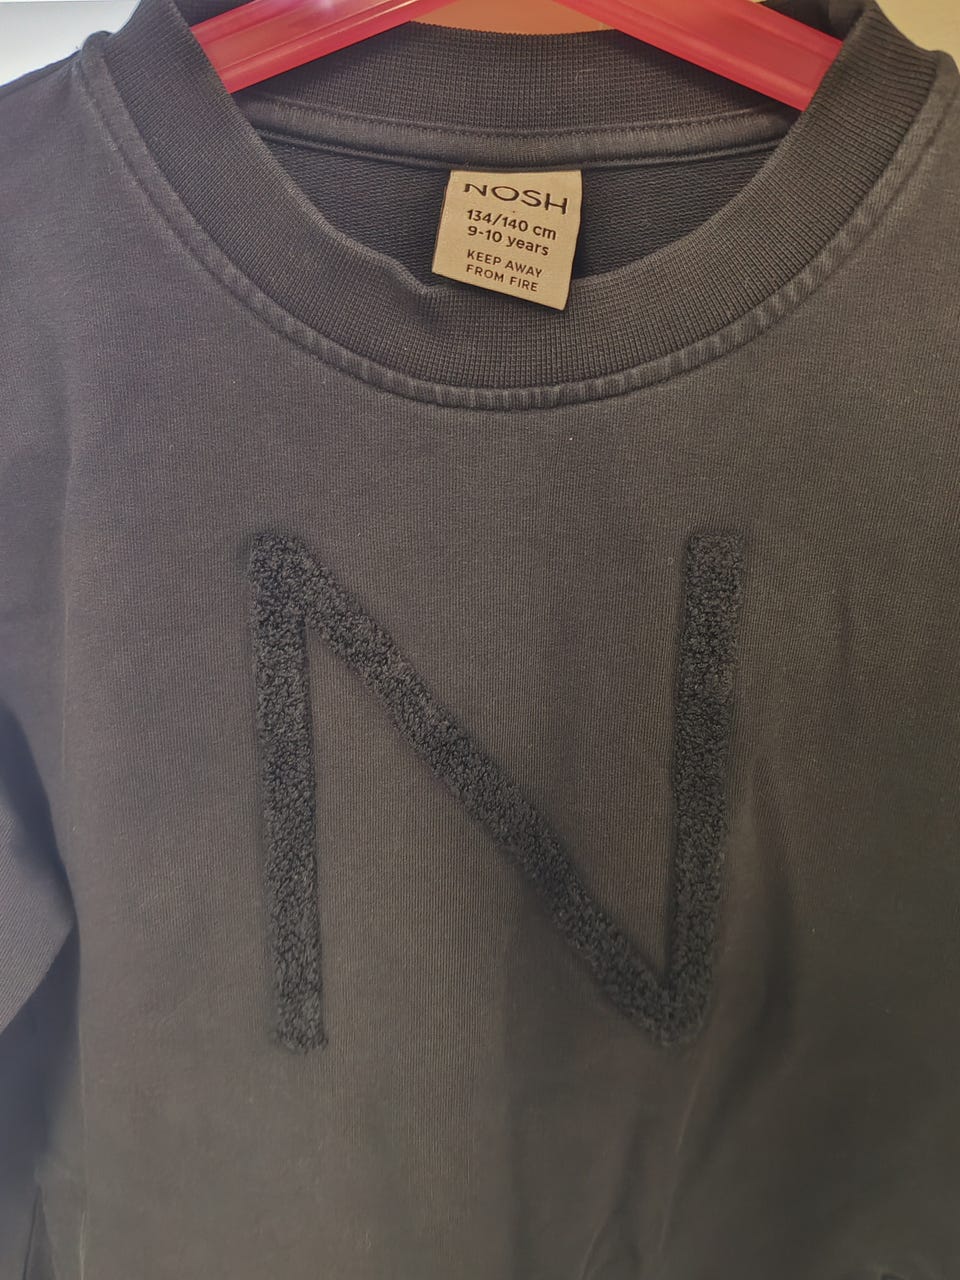 NOSH
134/140 cm
9-10 years
KEEP AWAY
FROM FIRE
N